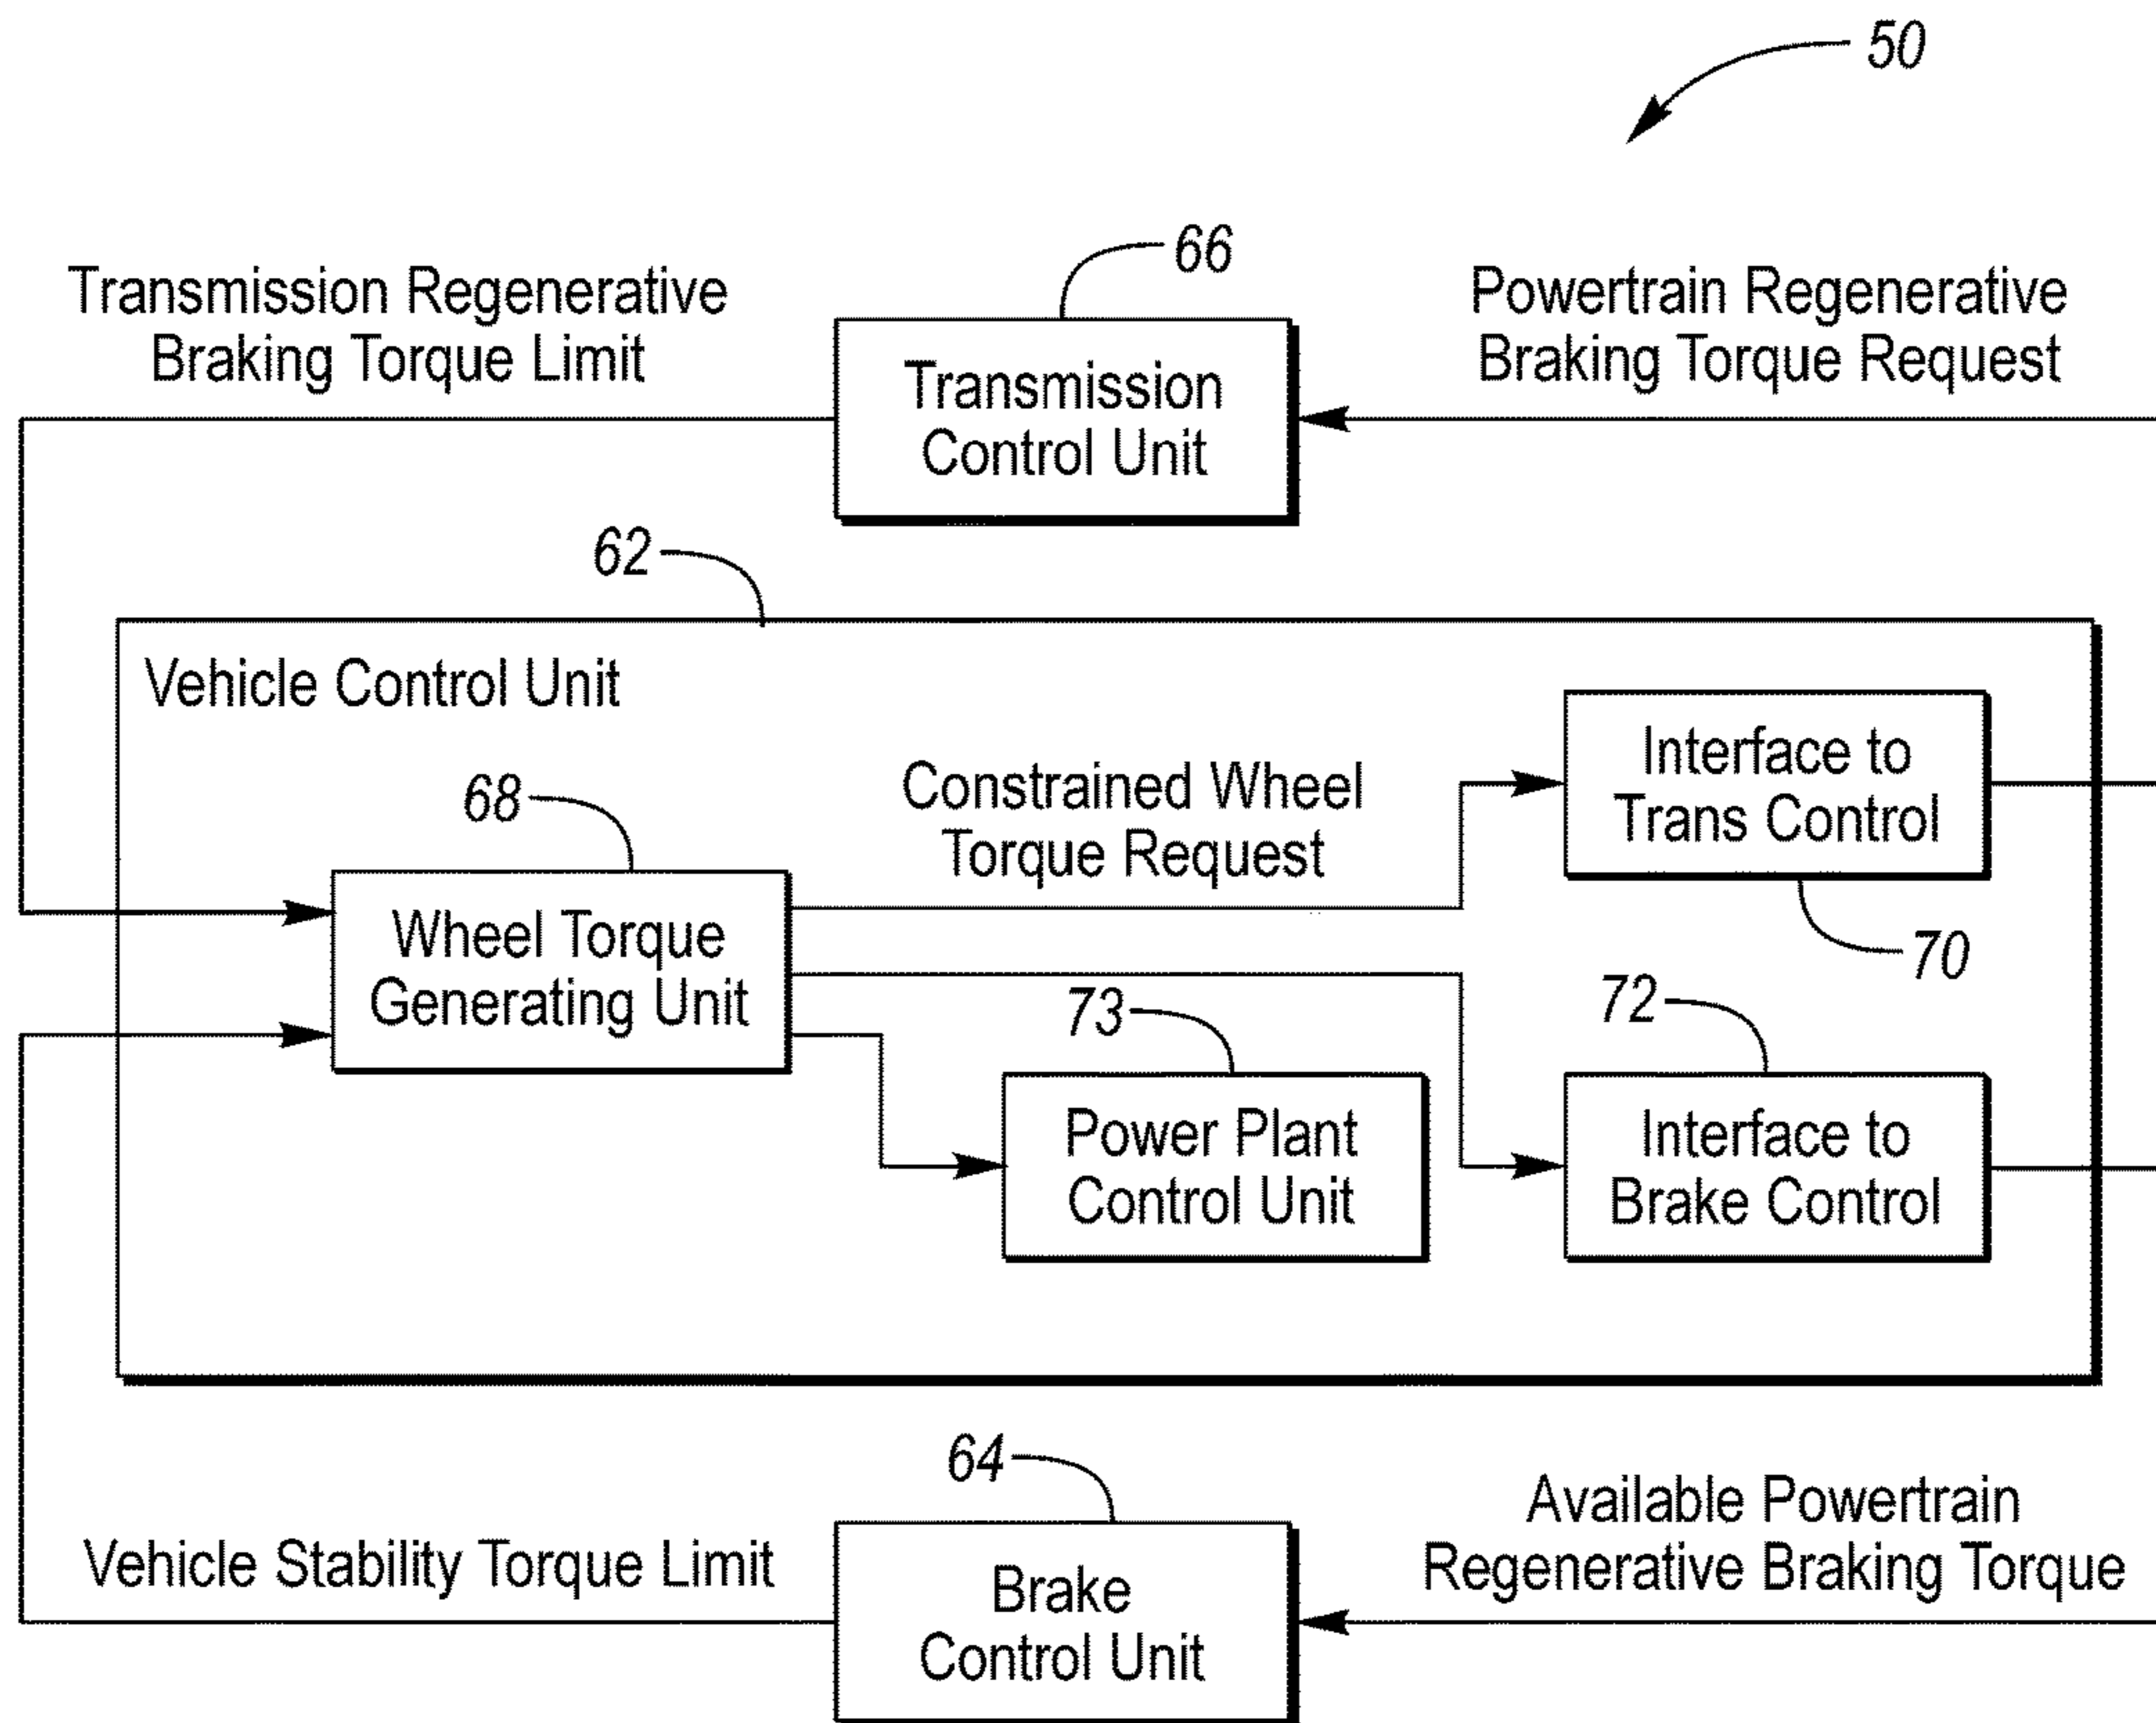 50
66
Transmission Regenerative
Braking Torque Limit
Powertrain Regenerative
Braking Torque Request
Transmission
Control Unit
62
Vehicle Control Unit
68
Constrained Wheel
Torque Request
Interface to
Trans Control
70
Wheel Torque
Generating Unit
73
72
Power Plant
Control Unit
Interface to
Brake Control
64
Vehicle Stability Torque Limit
Brake
Control Unit
Available Powertrain
Regenerative Braking Torque